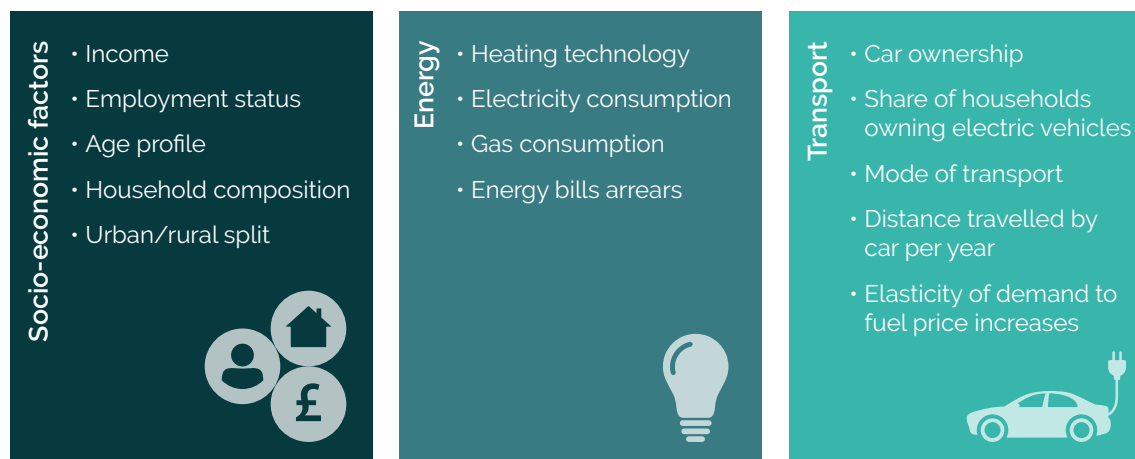 Socio-economic factors
• Income
• Employment status
• Age profile
• Household composition
• Urban/rural split
£
Energy
• Heating technology
• Electricity consumption
• Gas consumption
• Energy bills arrears
Transport
• Car ownership
• Share of households
owning electric vehicles
• Mode of transport
• Distance travelled by
car per year
• Elasticity of demand to
fuel price increases